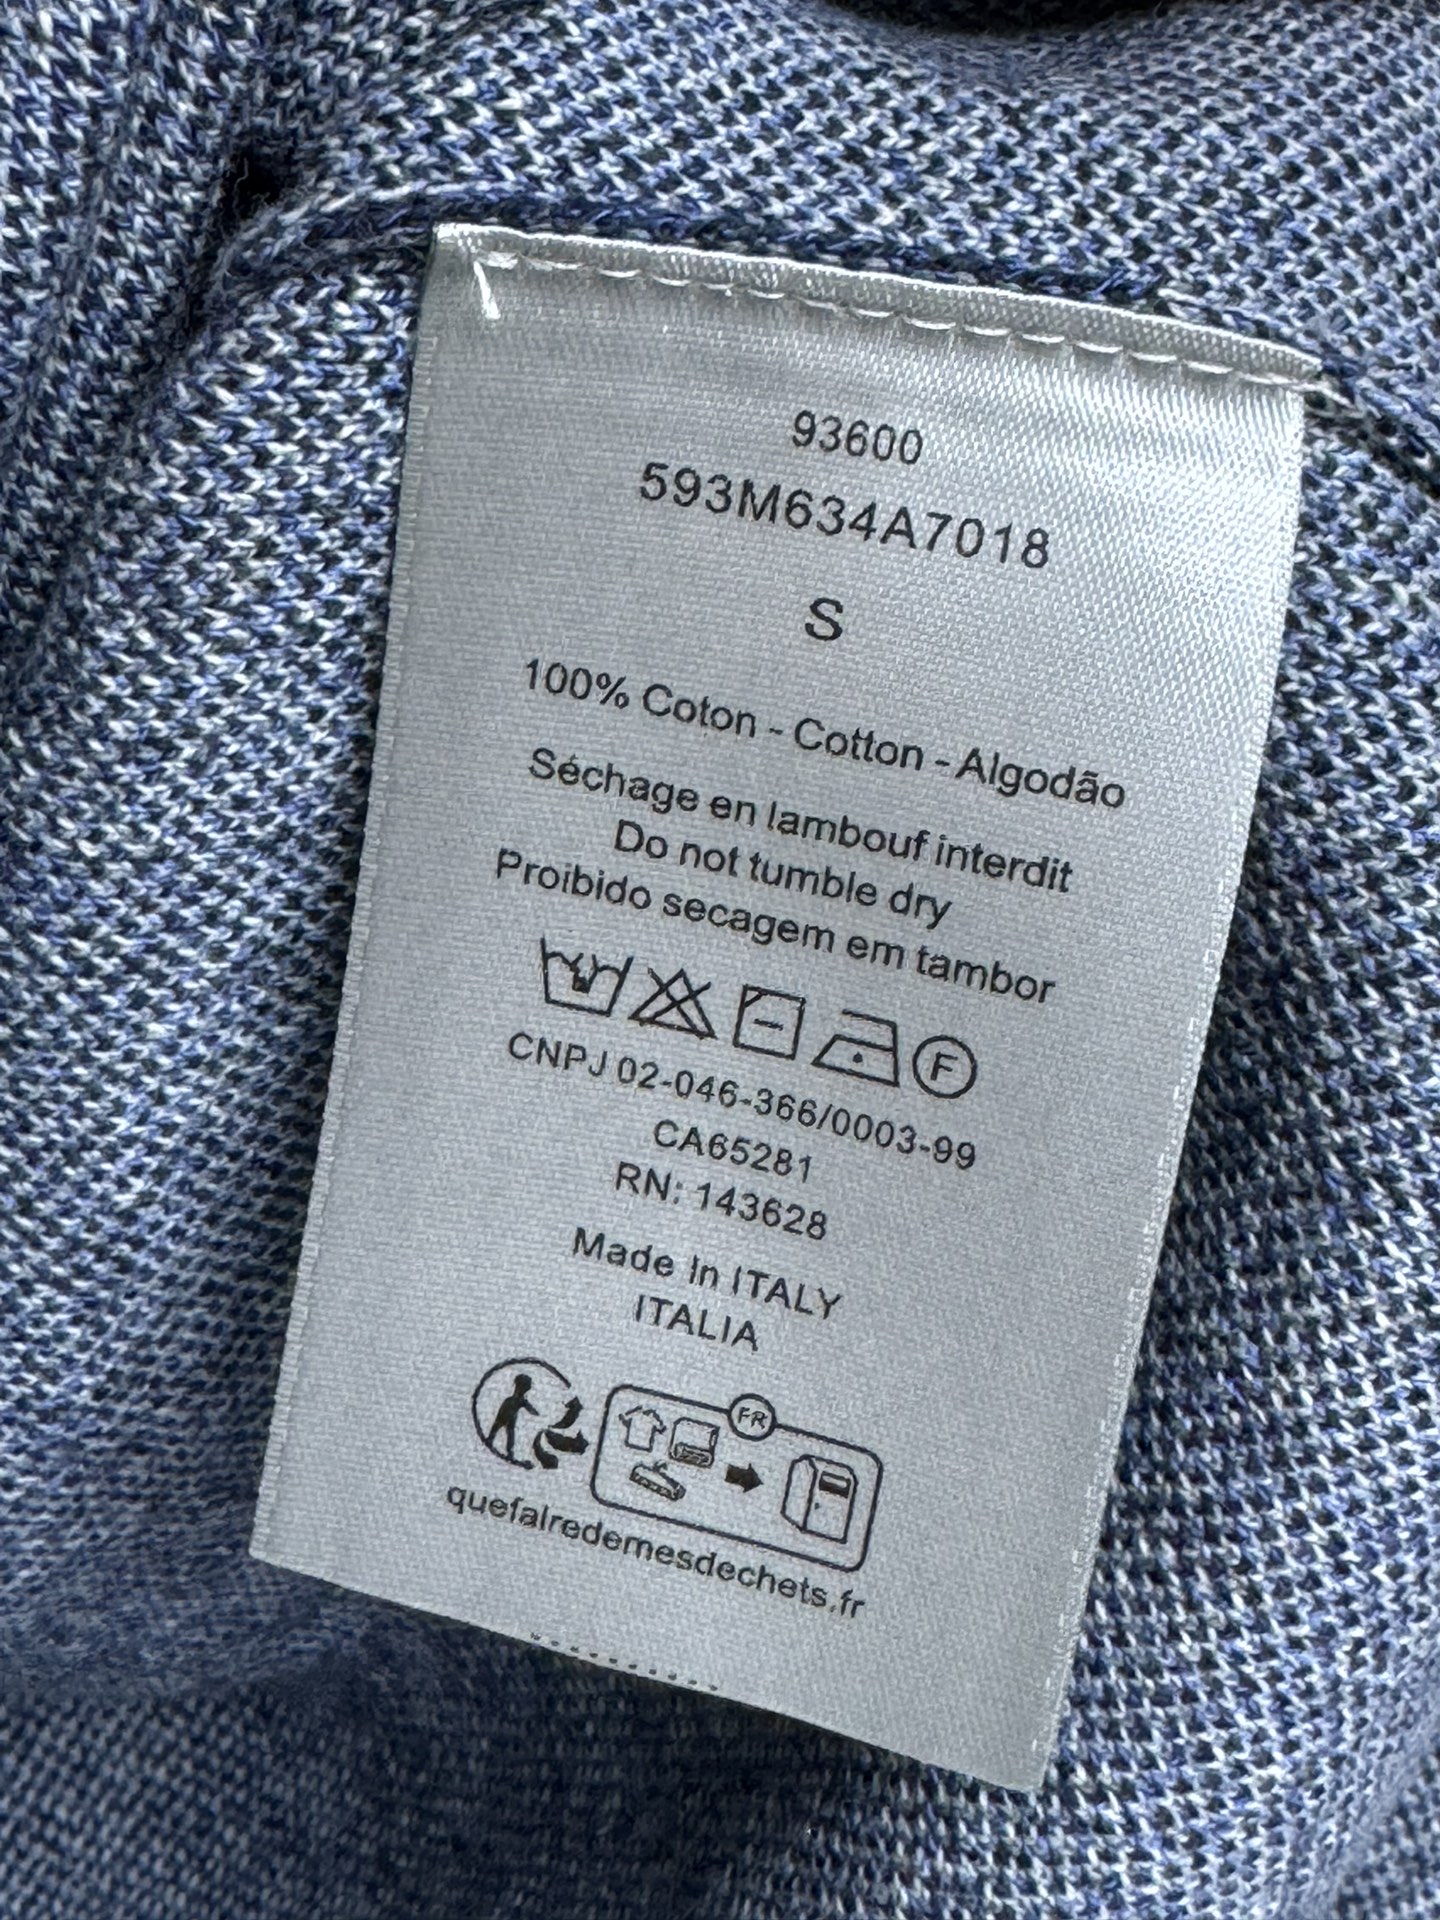 93600
593M634A7018
S
100% Coton - Cotton - Algodão
Séchage en lambouf interdit
Do not tumble dry
Proibido secagem em tambor
F
CNPJ 02-046-366/0003-99
CA65281
RN: 143628
Made In ITALY
ITALIA
FR
quefairedemesdechets.fr